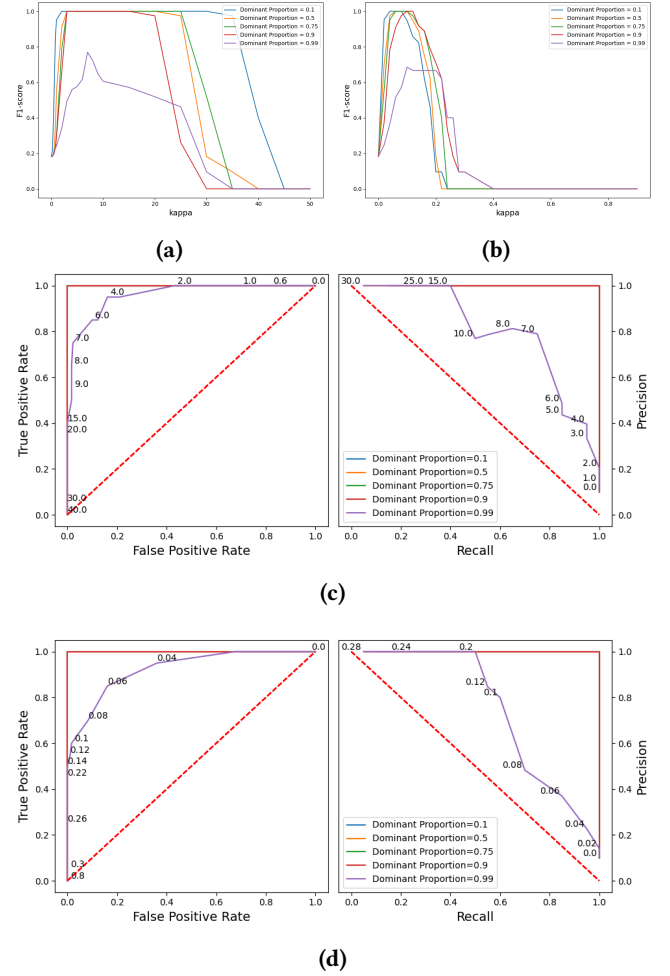 Dominant Proportion = 0.1
Dominant Proportion = 0.5
Dominant Proportion = 0.75
Dominant Proportion = 0.9
Dominant Proportion = 0.99
F1-score
1.0
0.8
0.6
0.4
0.2
0.0
0 10 20 30 40 50
kappa
(a)
Dominant Proportion = 0.1
Dominant Proportion = 0.5
Dominant Proportion = 0.75
Dominant Proportion = 0.9
Dominant Proportion = 0.99
F1-score
1.0
0.8
0.6
0.4
0.2
0.0
0.0 0.2 0.4 0.6 0.8
kappa
(b)
True Positive Rate
1.0
0.8
0.6
0.4
0.2
0.0
2.0 1.0 0.6 0.0
4.0
6.0
7.0
8.0
9.0
15.0
20.0
30.0
40.0
0.0 0.2 0.4 0.6 0.8 1.0
False Positive Rate
30.0 25.0 15.0
10.0 8.0 7.0
6.0
5.0
4.0
3.0
2.0
1.0
0.0
Dominant Proportion=0.1
Dominant Proportion=0.5
Dominant Proportion=0.75
Dominant Proportion=0.9
Dominant Proportion=0.99
0.0 0.2 0.4 0.6 0.8 1.0
Recall
1.0
0.8
0.6
0.4
0.2
0.0
Precision
(c)
True Positive Rate
1.0
0.8
0.6
0.4
0.2
0.0
0.0
0.04
0.06
0.08
0.1
0.12
0.14
0.22
0.26
0.3
0.8
0.0 0.2 0.4 0.6 0.8 1.0
False Positive Rate
0.28 0.24 0.2
0.12
0.1
0.08
0.06
0.04
0.02
0.0
Dominant Proportion=0.1
Dominant Proportion=0.5
Dominant Proportion=0.75
Dominant Proportion=0.9
Dominant Proportion=0.99
0.0 0.2 0.4 0.6 0.8 1.0
Recall
1.0
0.8
0.6
0.4
0.2
0.0
Precision
(d)